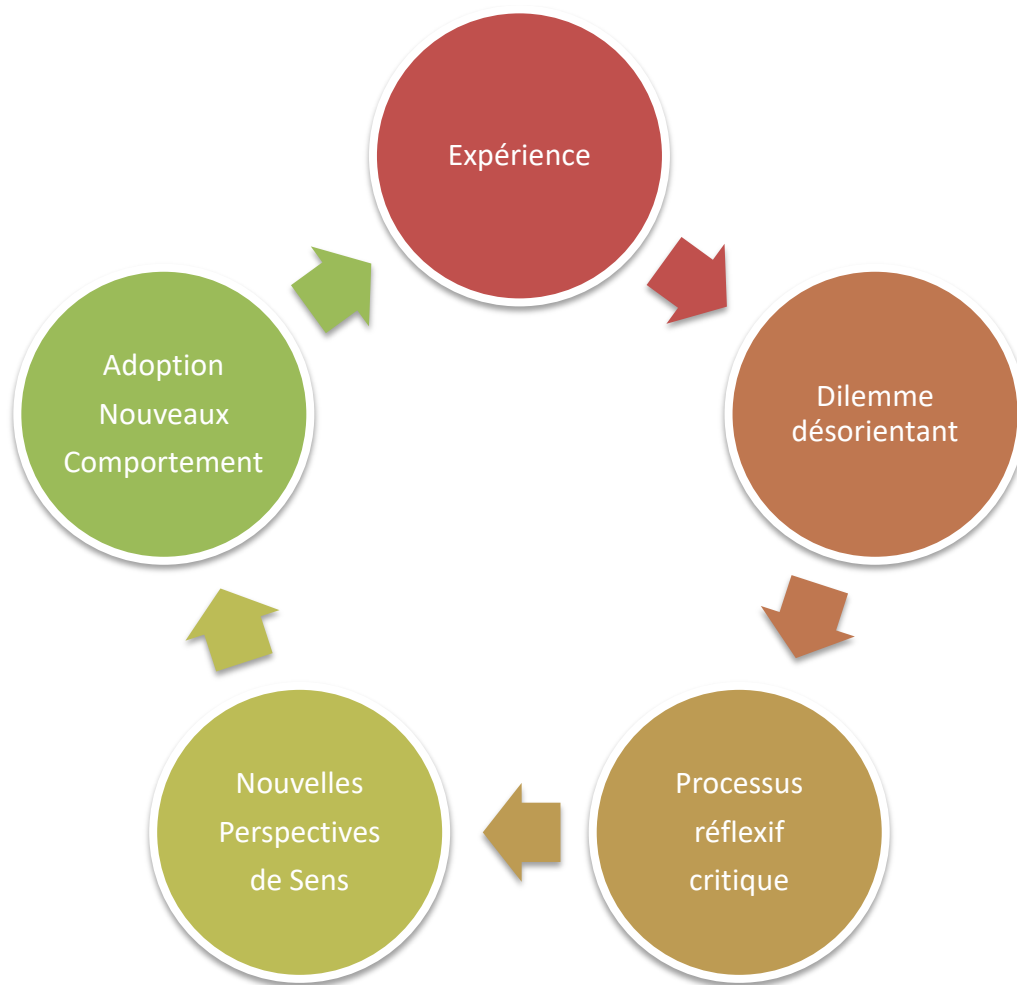 Expérience
Dilemme
désorientant
Processus
réflexif
critique
Nouvelles
Perspectives
de Sens
Adoption
Nouveaux
Comportement